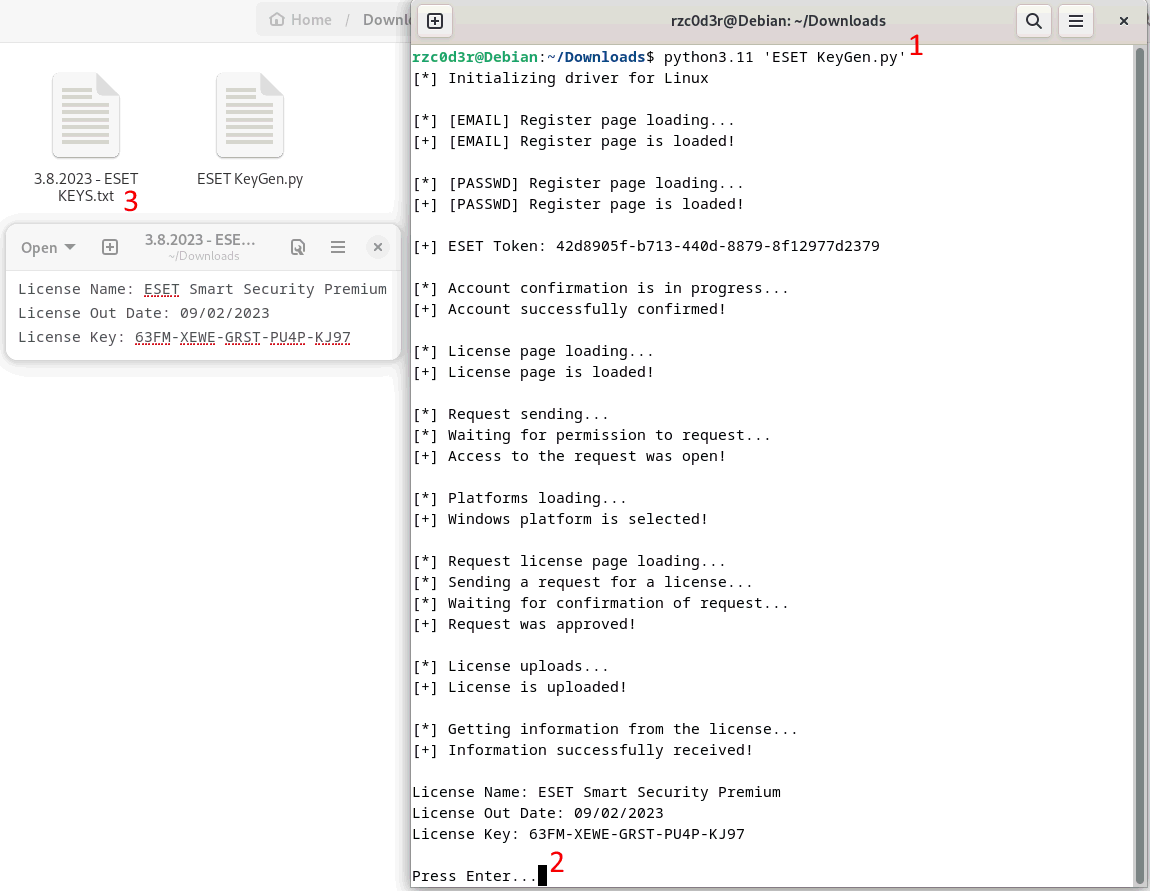 Home / Downlo
3.8.2023 - ESET
KEYS.txt
3
ESET KeyGen.py
Open
3.8.2023 - ESE...
~/Downloads
License Name: ESET Smart Security Premium
License Out Date: 09/02/2023
License Key: 63FM-XEWE-GRST-PU4P-KJ97
rzc0d3r@Debian: ~/Downloads
rzc0d3r@Debian:~/Downloads$ python3.11 'ESET KeyGen.py'
1
[*] Initializing driver for Linux
[*] [EMAIL] Register page loading...
[+] [EMAIL] Register page is loaded!
[*] [PASSWD] Register page loading...
[+] [PASSWD] Register page is loaded!
[+] ESET Token: 42d8905f-b713-440d-8879-8f12977d2379
[*] Account confirmation is in progress...
[+] Account successfully confirmed!
[*] License page loading...
[+] License page is loaded!
[*] Request sending...
[*] Waiting for permission to request...
[+] Access to the request was open!
[*] Platforms loading...
[+] Windows platform is selected!
[*] Request license page loading...
[*] Sending a request for a license...
[*] Waiting for confirmation of request...
[+] Request was approved!
[*] License uploads...
[+] License is uploaded!
[*] Getting information from the license...
[+] Information successfully received!
License Name: ESET Smart Security Premium
License Out Date: 09/02/2023
License Key: 63FM-XEWE-GRST-PU4P-KJ97
Press Enter...
2